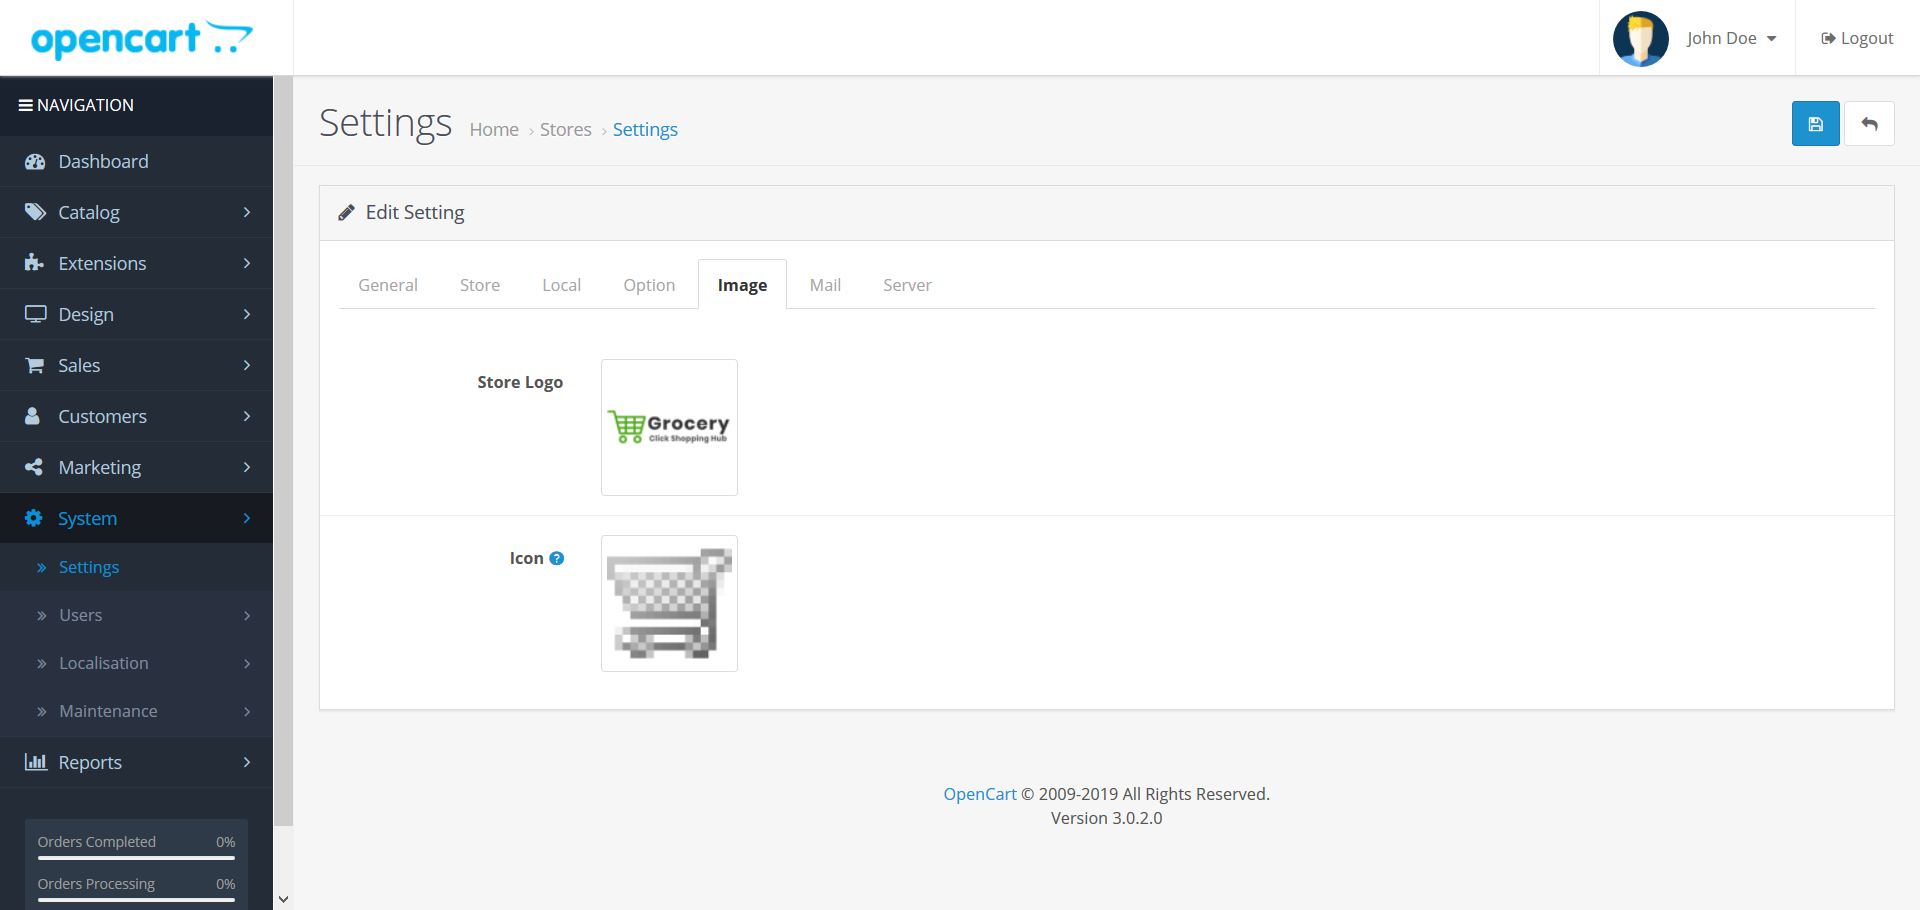 opencart
John Doe
Logout
NAVIGATION
Dashboard
Catalog
Extensions
Design
Sales
Customers
Marketing
System
Settings
Users
Localisation
Maintenance
Reports
Orders Completed 0%
Orders Processing 0%
Settings
Home › Stores › Settings
Edit Setting
General Store Local Option Image Mail Server
Store Logo
Grocery
Click Shopping Hub
Icon ?
OpenCart © 2009-2019 All Rights Reserved.
Version 3.0.2.0